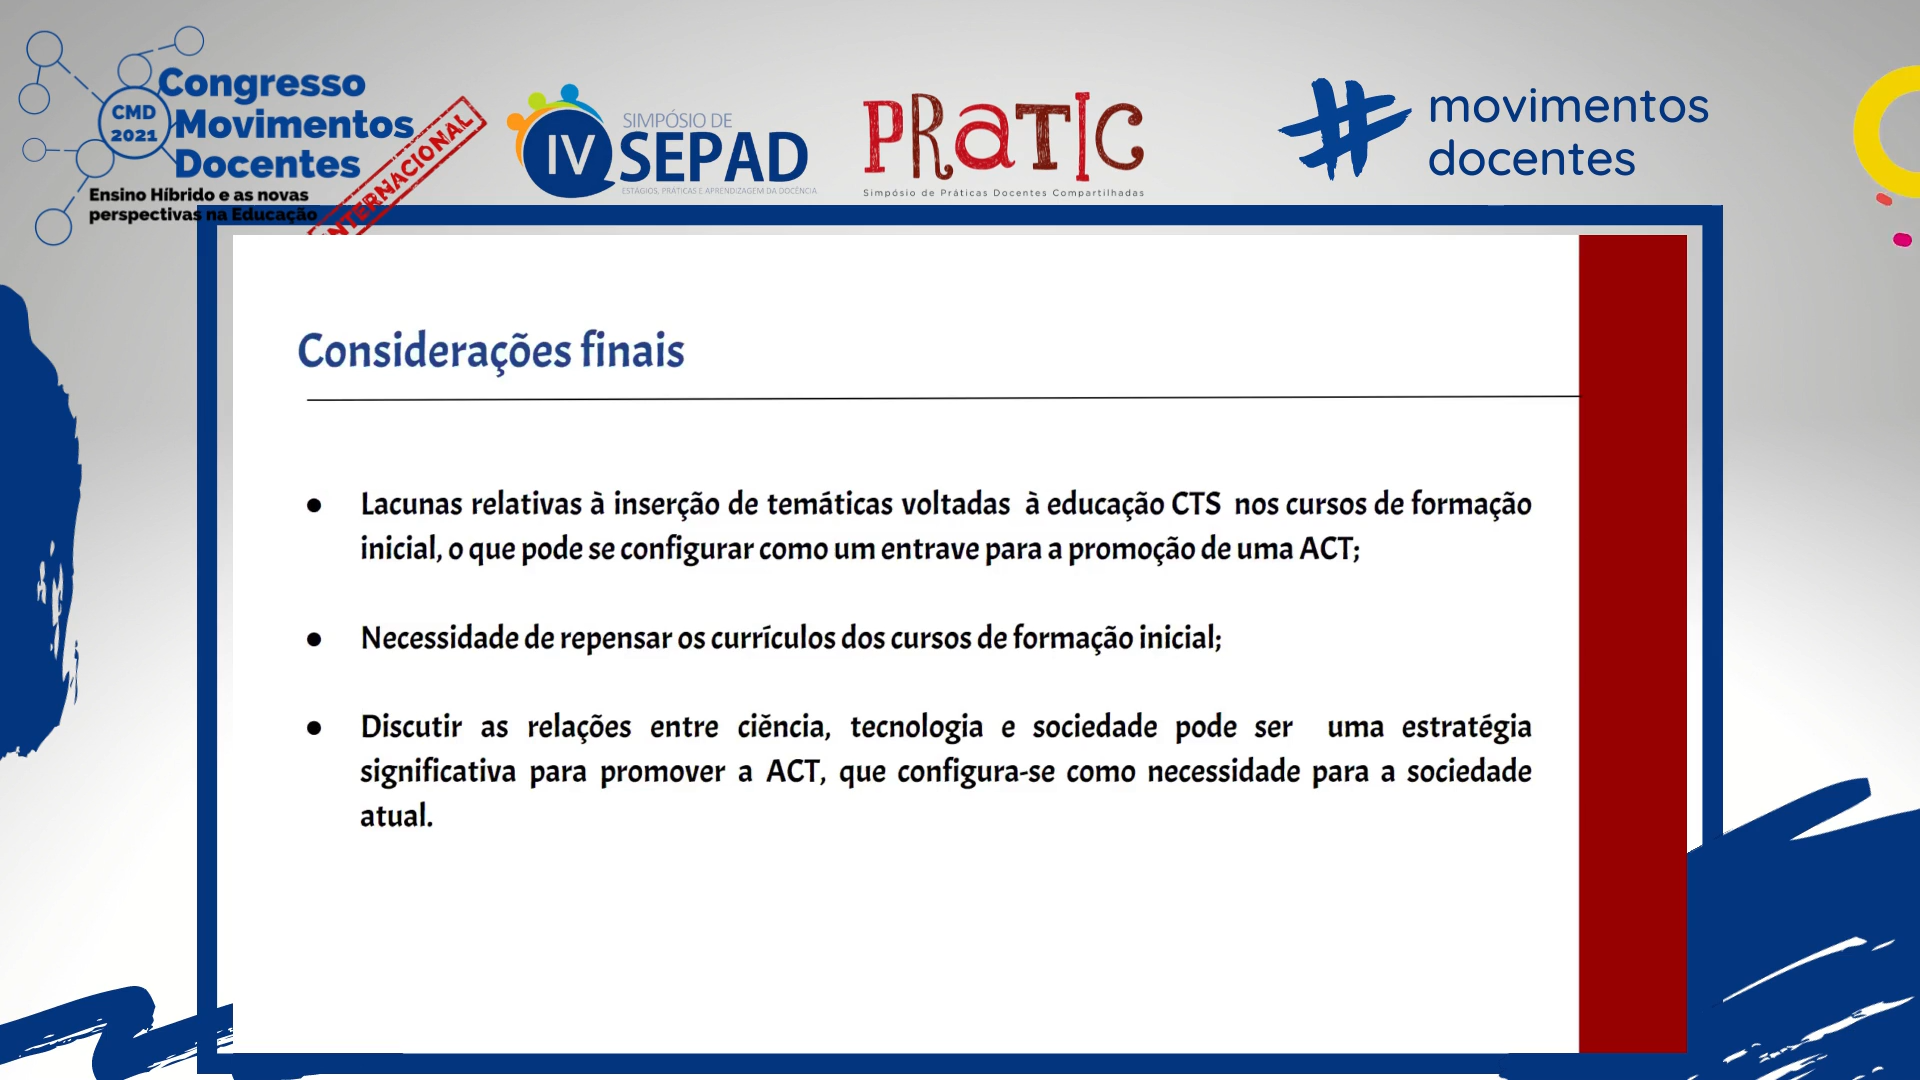 Congresso
CMD
2021
Movimentos
Docentes
INTERNACIONAL
Ensino Híbrido e as novas
perspectivas na Educação
SIMPÓSIO DE
IV SEPAD
ESTÁGIOS, PRÁTICAS E APRENDIZAGEM DA DOCÊNCIA
PRATIC
Simpósio de Práticas Docentes Compartilhadas
# movimentos
docentes
Considerações finais
● Lacunas relativas à inserção de temáticas voltadas à educação CTS nos cursos de formação
inicial, o que pode se configurar como um entrave para a promoção de uma ACT;
● Necessidade de repensar os currículos dos cursos de formação inicial;
● Discutir as relações entre ciência, tecnologia e sociedade pode ser uma estratégia
significativa para promover a ACT, que configura-se como necessidade para a sociedade
atual.